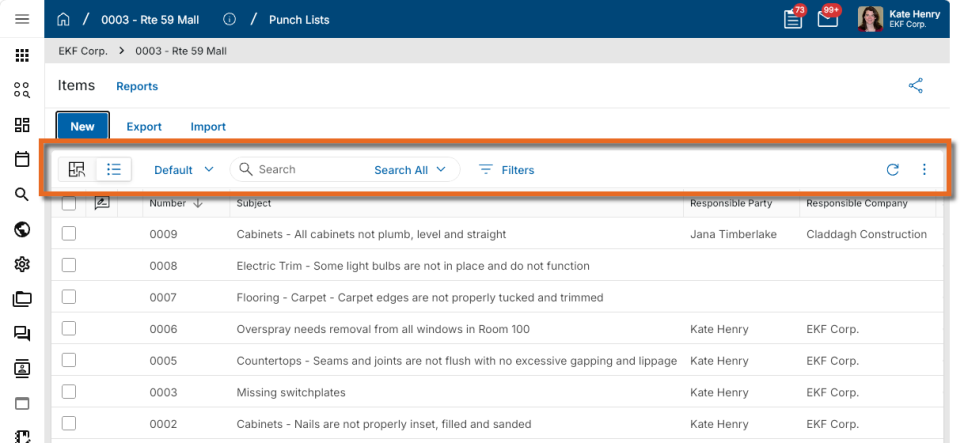 / 0003 - Rte 59 Mall / Punch Lists 73 99+ Kate Henry
EKF Corp.
EKF Corp. > 0003 - Rte 59 Mall
Items Reports
New Export Import
Default Search Search All Filters
Number Subject Responsible Party Responsible Company
0009 Cabinets - All cabinets not plumb, level and straight Jana Timberlake Claddagh Construction
0008 Electric Trim - Some light bulbs are not in place and do not function
0007 Flooring - Carpet - Carpet edges are not properly tucked and trimmed
0006 Overspray needs removal from all windows in Room 100 Kate Henry EKF Corp.
0005 Countertops - Seams and joints are not flush with no excessive gapping and lippage Kate Henry EKF Corp.
0003 Missing switchplates Kate Henry EKF Corp.
0002 Cabinets - Nails are not properly inset, filled and sanded Kate Henry EKF Corp.